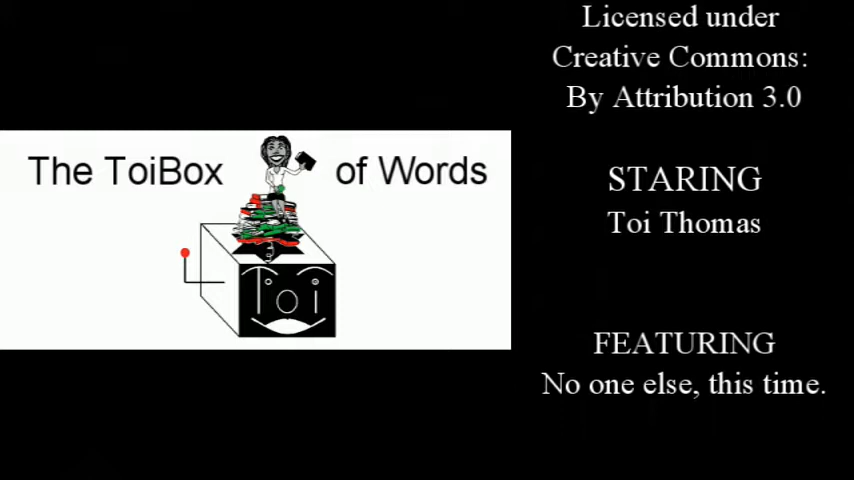 The ToiBox of Words
Toi
Licensed under
Creative Commons:
By Attribution 3.0
STARING
Toi Thomas
FEATURING
No one else, this time.